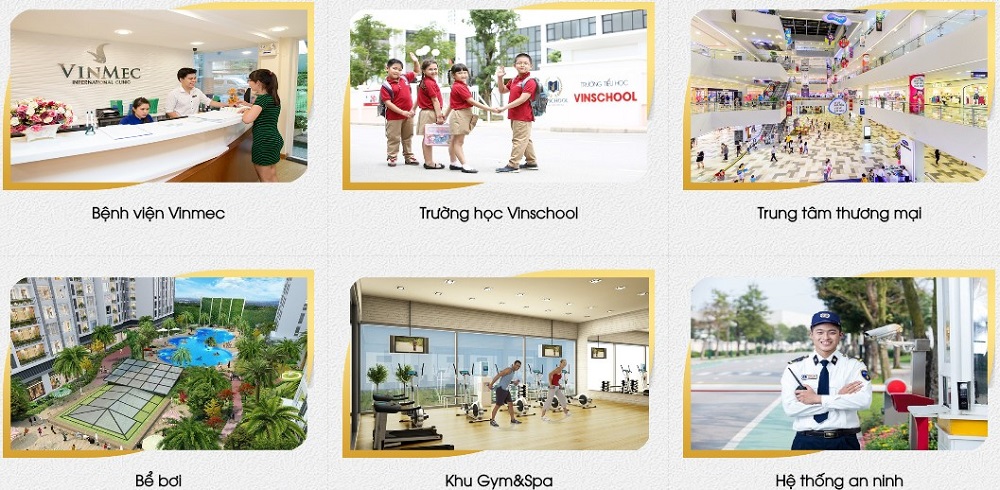 VINMEC
INTERNATIONAL CLINIC
TRƯỜNG TIỂU HỌC
VINSCHOOL
Bệnh viện Vinmec
Trường học Vinschool
Trung tâm thương mại
Bể bơi
Khu Gym&Spa
Hệ thống an ninh